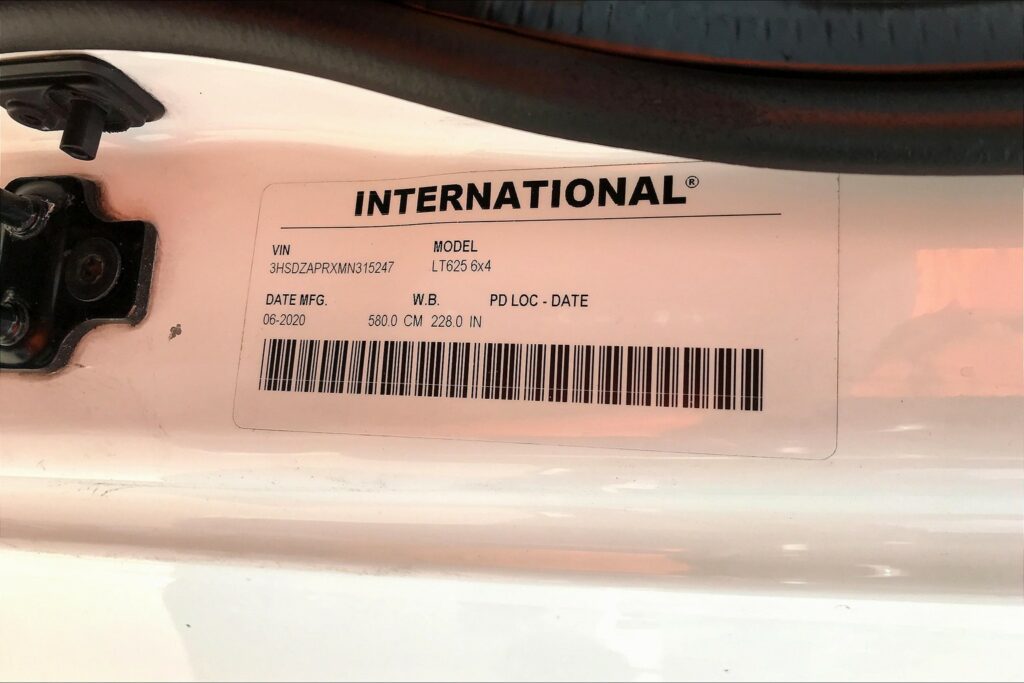 INTERNATIONAL®
VIN MODEL
3HSDZAPRXMN315247 LT625 6x4
DATE MFG. W.B. PD LOC - DATE
06-2020 580.0 CM 228.0 IN